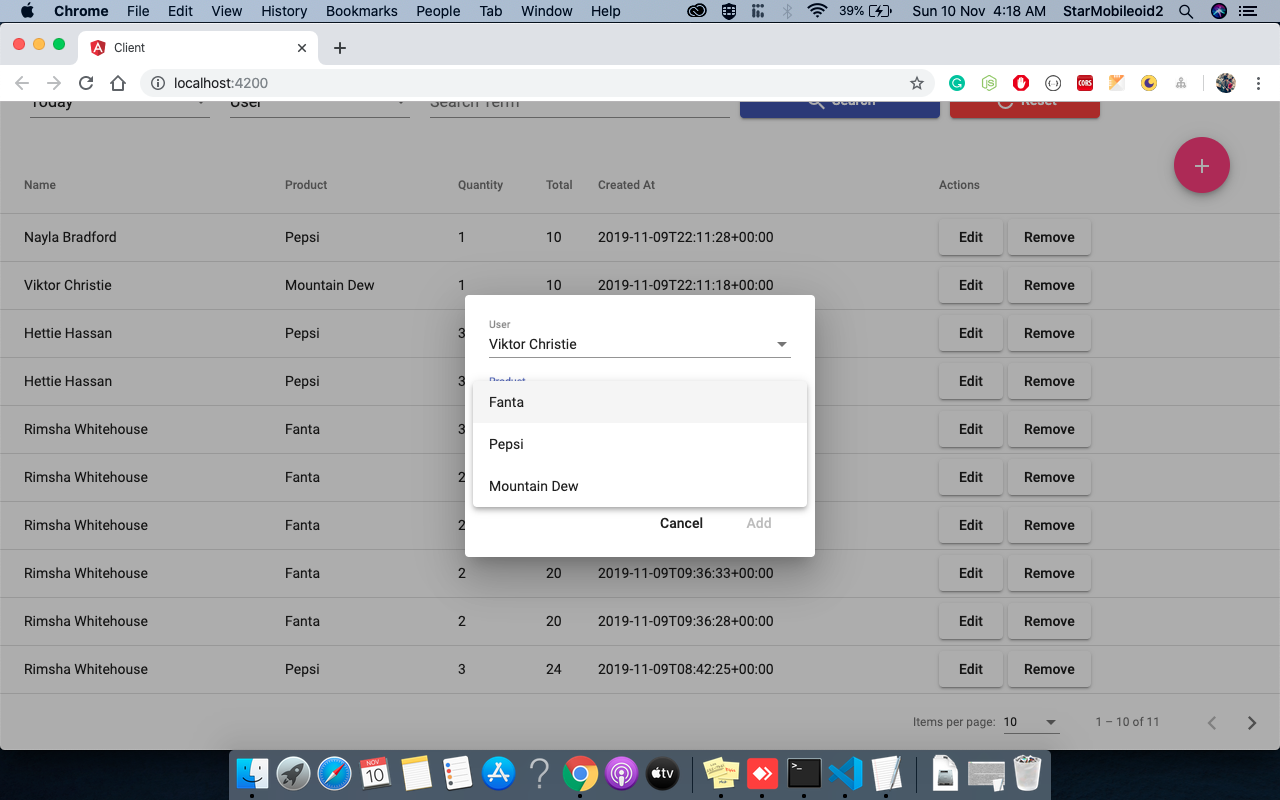 Chrome File Edit View History Bookmarks People Tab Window Help 39% Sun 10 Nov 4:18 AM StarMobileoid2
Client
localhost:4200
CORS
Today User Search Term Search Reset
Name Product Quantity Total Created At Actions
Nayla Bradford Pepsi 1 10 2019-11-09T22:11:28+00:00 Edit Remove
Viktor Christie Mountain Dew 1 10 2019-11-09T22:11:18+00:00 Edit Remove
Hettie Hassan Pepsi 3 Edit Remove
Hettie Hassan Pepsi 3 Edit Remove
Rimsha Whitehouse Fanta 3 Edit Remove
Rimsha Whitehouse Fanta 2 Edit Remove
Rimsha Whitehouse Fanta 2 Edit Remove
Rimsha Whitehouse Fanta 2 20 2019-11-09T09:36:33+00:00 Edit Remove
Rimsha Whitehouse Fanta 2 20 2019-11-09T09:36:28+00:00 Edit Remove
Rimsha Whitehouse Pepsi 3 24 2019-11-09T08:42:25+00:00 Edit Remove
User
Viktor Christie
Product
Fanta
Pepsi
Mountain Dew
Cancel Add
Items per page: 10 1 – 10 of 11
NOV
10
tv